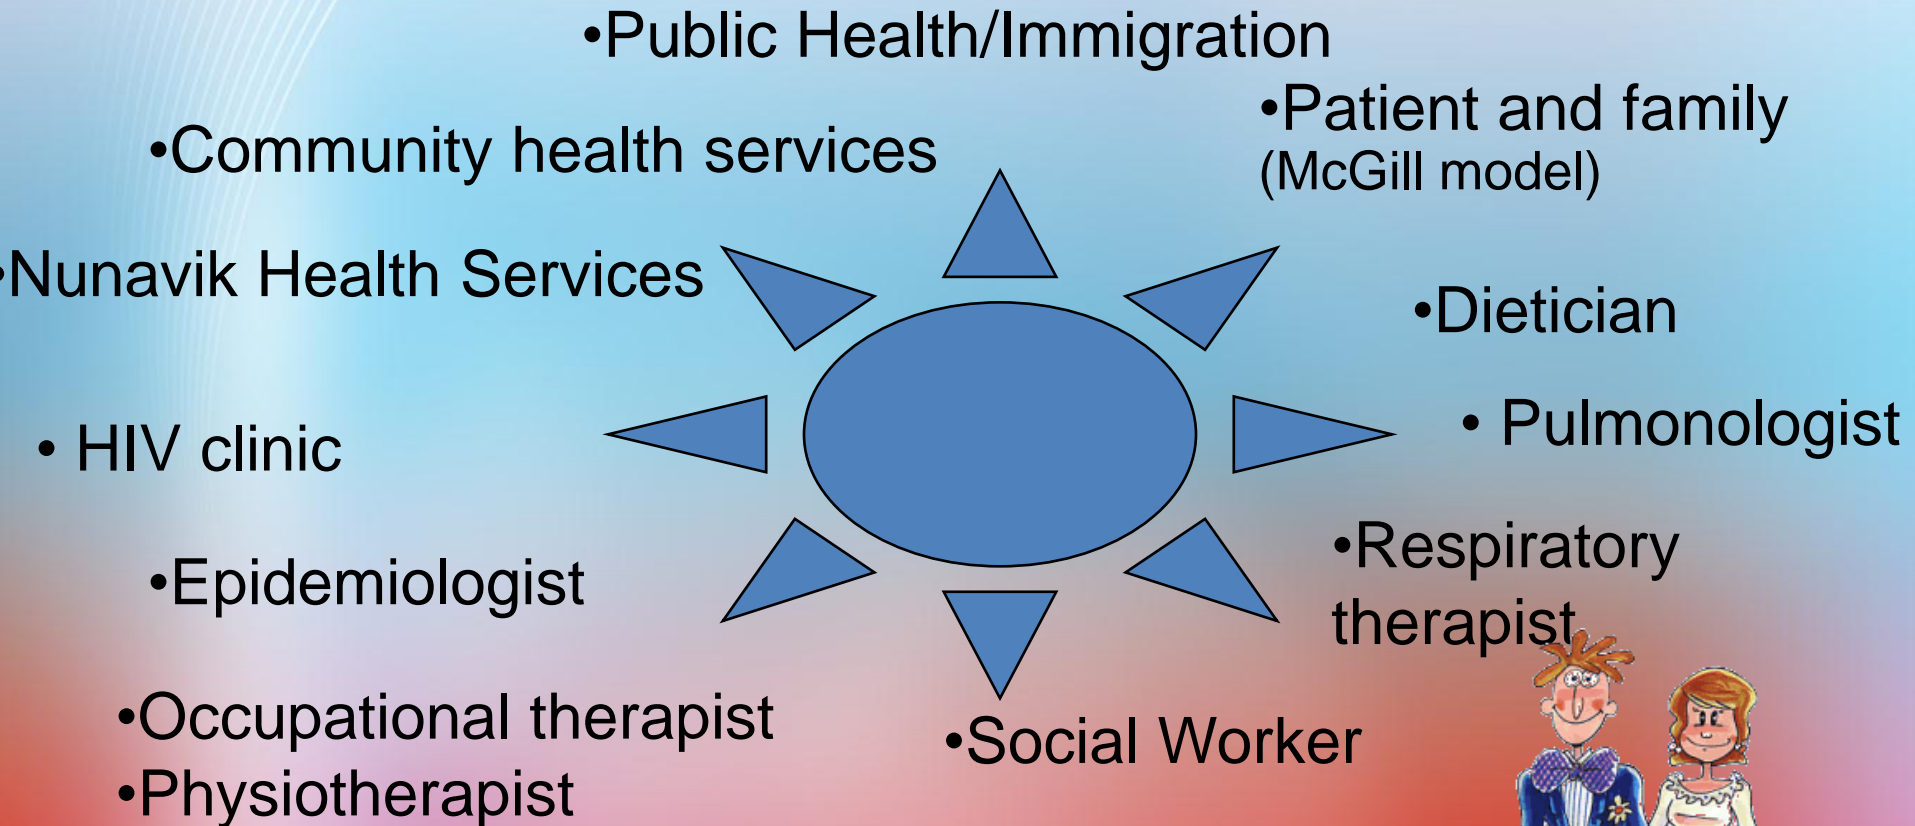 •Public Health/Immigration
•Patient and family
(McGill model)
•Community health services
•Nunavik Health Services
•Dietician
• Pulmonologist
• HIV clinic
•Respiratory
therapist
•Epidemiologist
•Occupational therapist
•Social Worker
•Physiotherapist